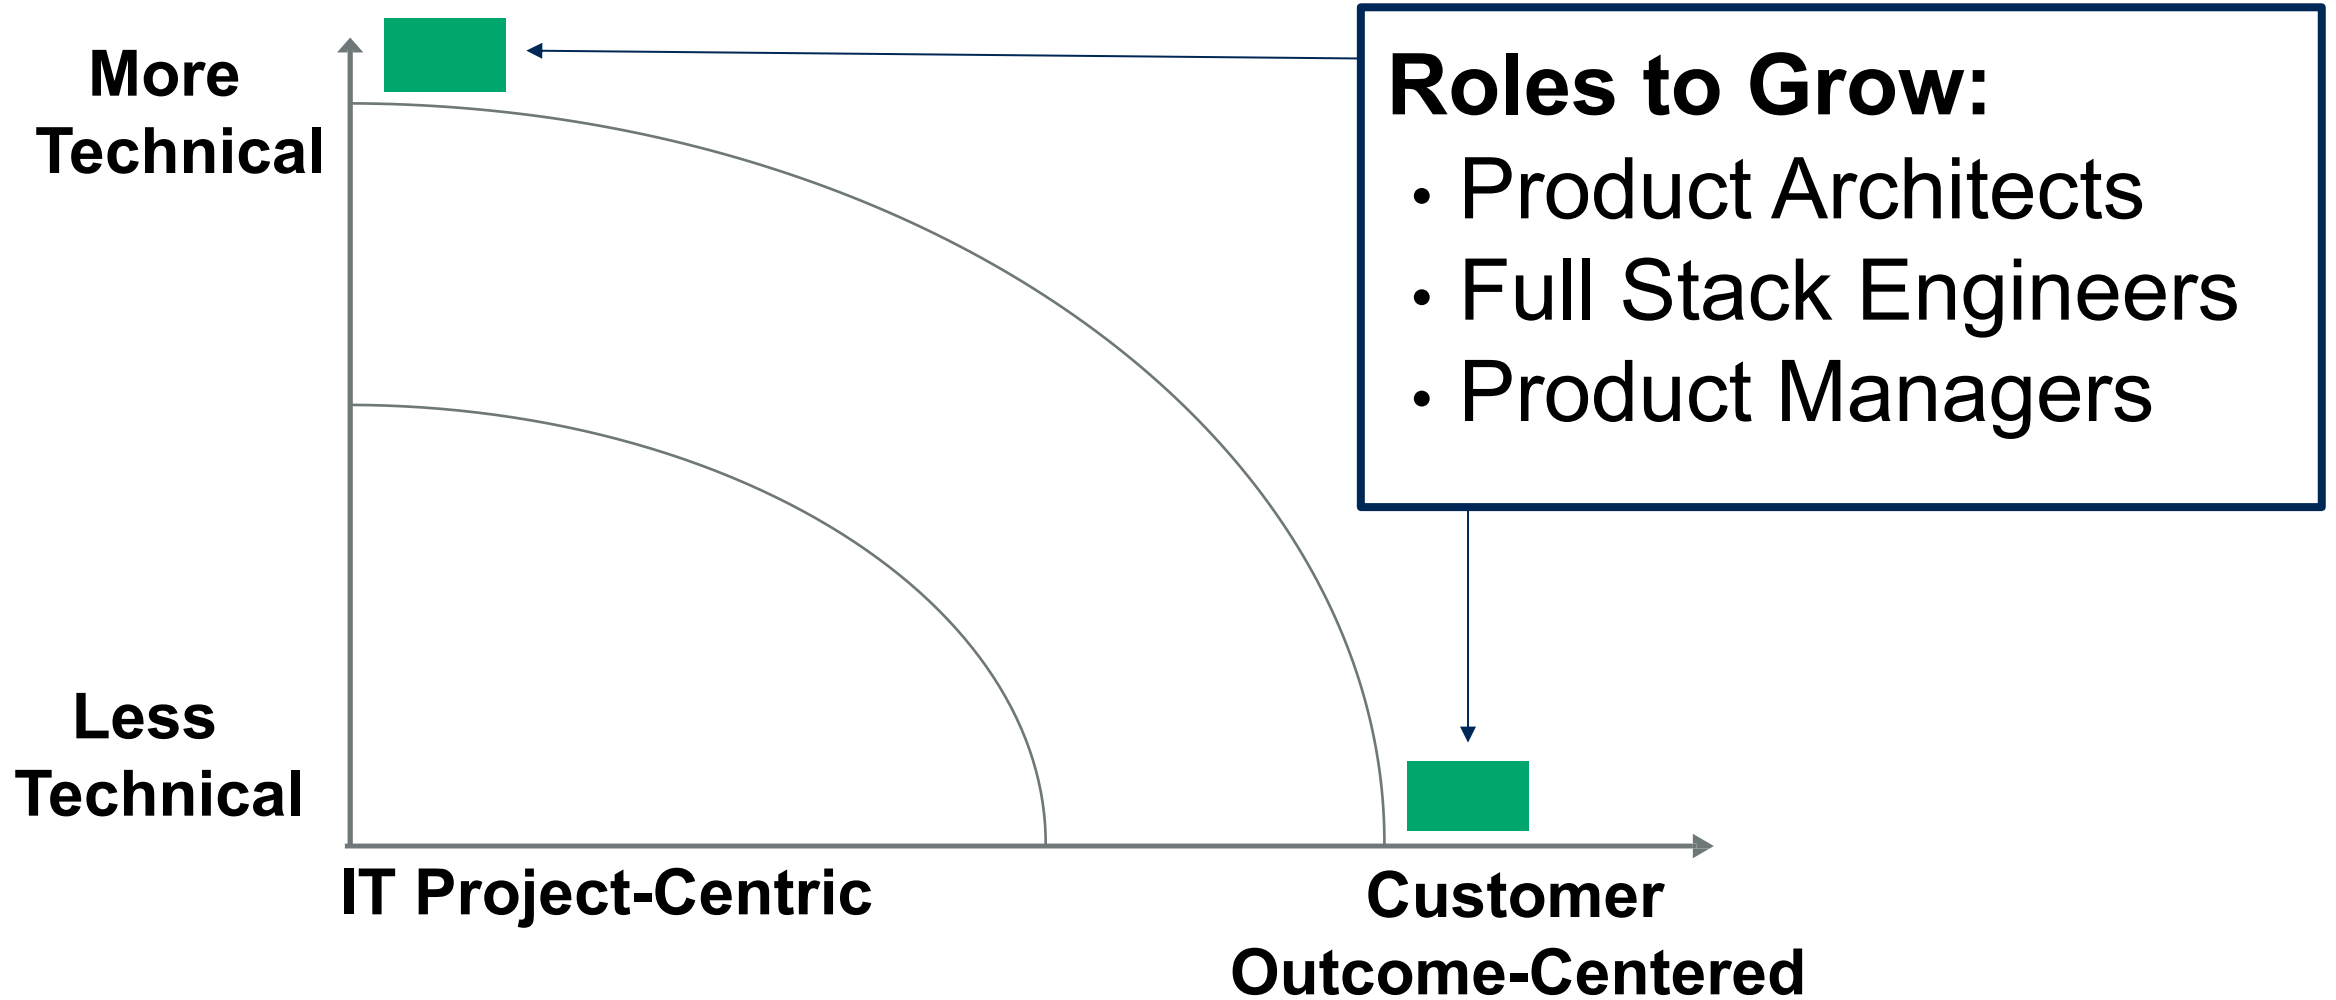 More
Technical
Roles to Grow:
• Product Architects
• Full Stack Engineers
• Product Managers
Less
Technical
IT Project-Centric
Customer
Outcome-Centered